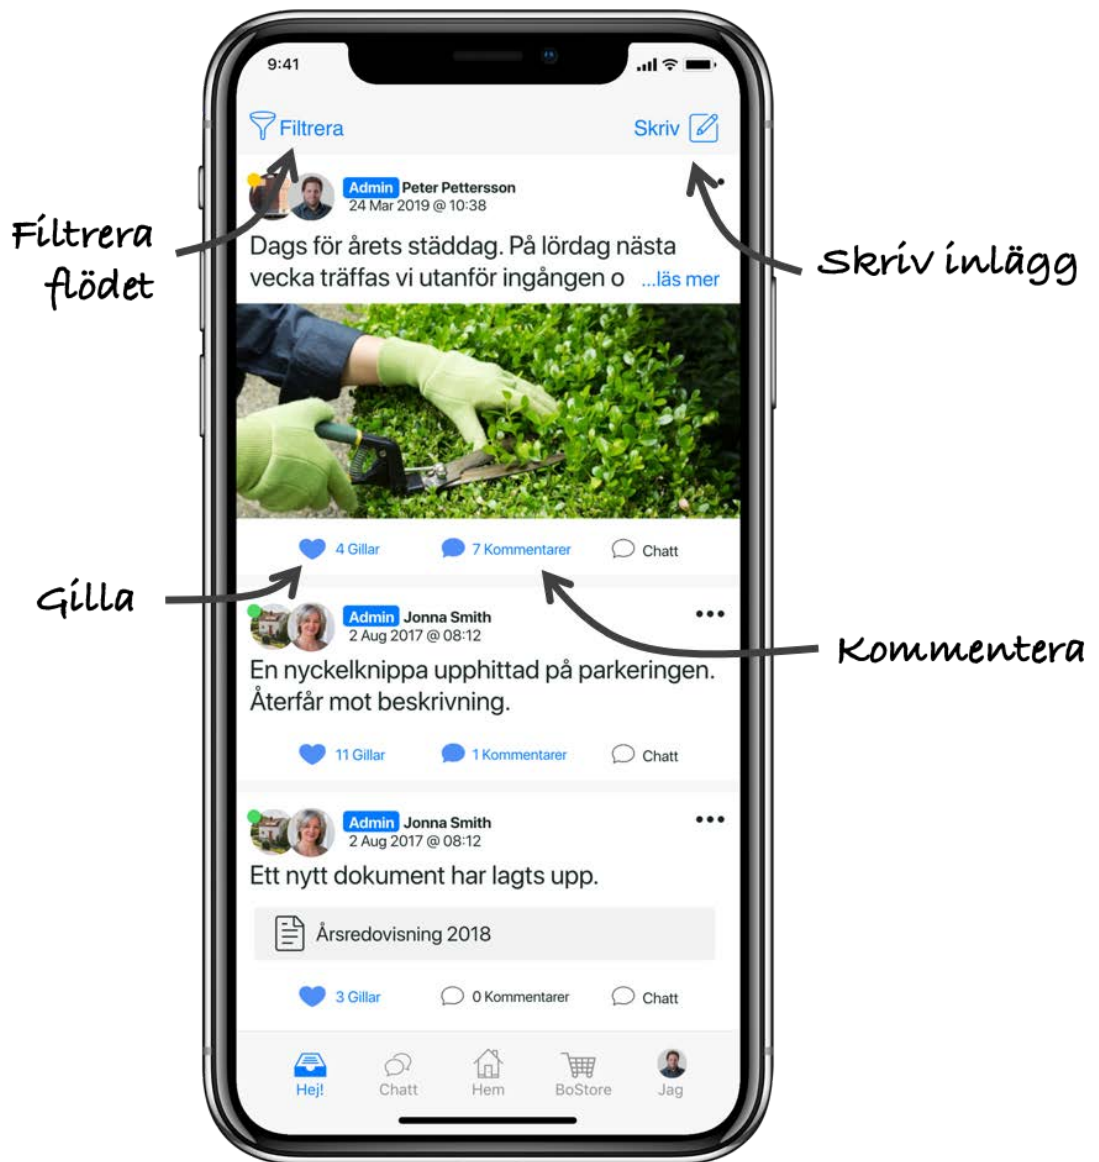 9:41
Filtrera
Skriv
Admin Peter Pettersson
24 Mar 2019 @ 10:38
Filtrera
flödet
Skriv inlägg
Dags för årets städdag. På lördag nästa
vecka träffas vi utanför ingången o ...läs mer
4 Gillar
7 Kommentarer
Chatt
Gilla
Kommentera
Admin Jonna Smith
2 Aug 2017 @ 08:12
En nyckelknippa upphittad på parkeringen.
Återfår mot beskrivning.
11 Gillar
1 Kommentarer
Chatt
Admin Jonna Smith
2 Aug 2017 @ 08:12
Ett nytt dokument har lagts upp.
Årsredovisning 2018
3 Gillar
0 Kommentarer
Chatt
Hej!
Chatt
Hem
BoStore
Jag